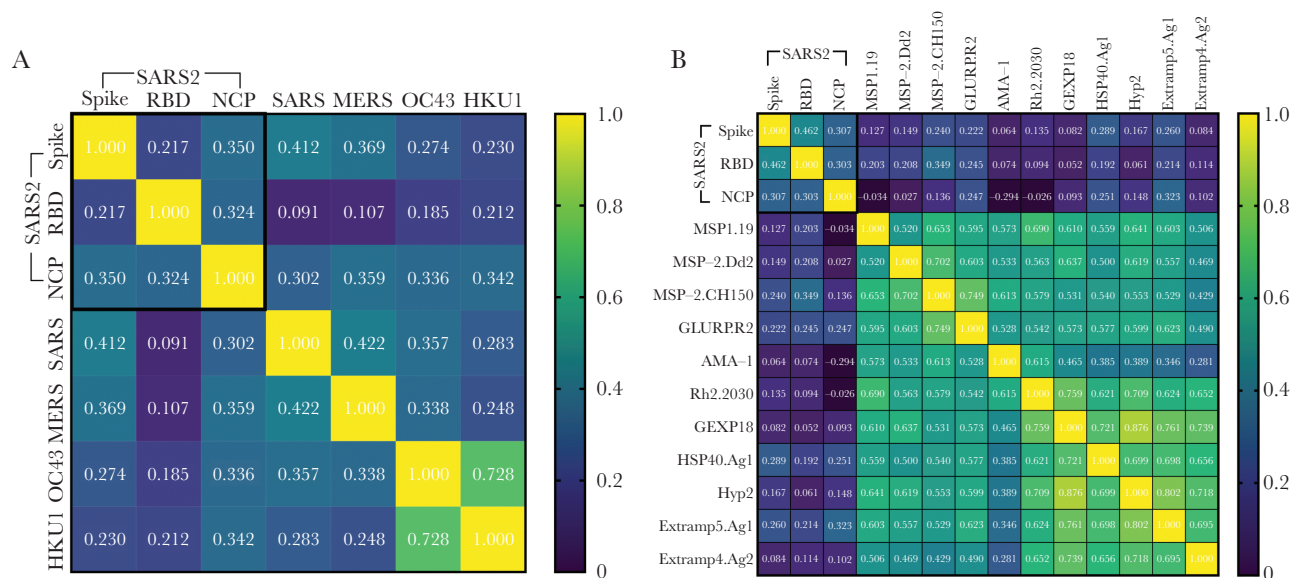 A
SARS2
Spike RBD NCP SARS MERS OC43 HKU1
SARS2
Spike 1.000 0.217 0.350 0.412 0.369 0.274 0.230
RBD 0.217 1.000 0.324 0.091 0.107 0.185 0.212
NCP 0.350 0.324 1.000 0.302 0.359 0.336 0.342
SARS 0.412 0.091 0.302 1.000 0.422 0.357 0.283
MERS 0.369 0.107 0.359 0.422 1.000 0.338 0.248
OC43 0.274 0.185 0.336 0.357 0.338 1.000 0.728
HKU1 0.230 0.212 0.342 0.283 0.248 0.728 1.000
1.0
0.8
0.6
0.4
0.2
0
B
SARS2
Spike RBD NCP MSP1.19 MSP–2.Dd2 MSP–2.CH150 GLURP.R2 AMA–1 Rh2.2030 GEXP18 HSP40.Ag1 Hyp2 Extramp5.Ag1 Extramp4.Ag2
SARS2
Spike 1.000 0.462 0.307 0.127 0.149 0.240 0.222 0.064 0.135 0.082 0.289 0.167 0.260 0.084
RBD 0.462 1.000 0.303 0.203 0.208 0.349 0.245 0.074 0.094 0.052 0.192 0.061 0.214 0.114
NCP 0.307 0.303 1.000 –0.034 0.027 0.136 0.247 –0.294 –0.026 0.093 0.251 0.148 0.323 0.102
MSP1.19 0.127 0.203 –0.034 1.000 0.520 0.653 0.595 0.573 0.690 0.610 0.559 0.641 0.603 0.506
MSP–2.Dd2 0.149 0.208 0.027 0.520 1.000 0.702 0.603 0.533 0.563 0.637 0.500 0.619 0.557 0.469
MSP–2.CH150 0.240 0.349 0.136 0.653 0.702 1.000 0.749 0.613 0.579 0.531 0.540 0.553 0.529 0.429
GLURP.R2 0.222 0.245 0.247 0.595 0.603 0.749 1.000 0.528 0.542 0.573 0.577 0.599 0.623 0.490
AMA–1 0.064 0.074 –0.294 0.573 0.533 0.613 0.528 1.000 0.615 0.465 0.385 0.389 0.346 0.281
Rh2.2030 0.135 0.094 –0.026 0.690 0.563 0.579 0.542 0.615 1.000 0.759 0.621 0.709 0.624 0.652
GEXP18 0.082 0.052 0.093 0.610 0.637 0.531 0.573 0.465 0.759 1.000 0.721 0.876 0.761 0.739
HSP40.Ag1 0.289 0.192 0.251 0.559 0.500 0.540 0.577 0.385 0.621 0.721 1.000 0.699 0.698 0.656
Hyp2 0.167 0.061 0.148 0.641 0.619 0.553 0.599 0.389 0.709 0.876 0.699 1.000 0.802 0.718
Extramp5.Ag1 0.260 0.214 0.323 0.603 0.557 0.529 0.623 0.346 0.624 0.761 0.698 0.802 1.000 0.695
Extramp4.Ag2 0.084 0.114 0.102 0.506 0.469 0.429 0.490 0.281 0.652 0.739 0.656 0.718 0.695 1.000
1.0
0.8
0.6
0.4
0.2
0